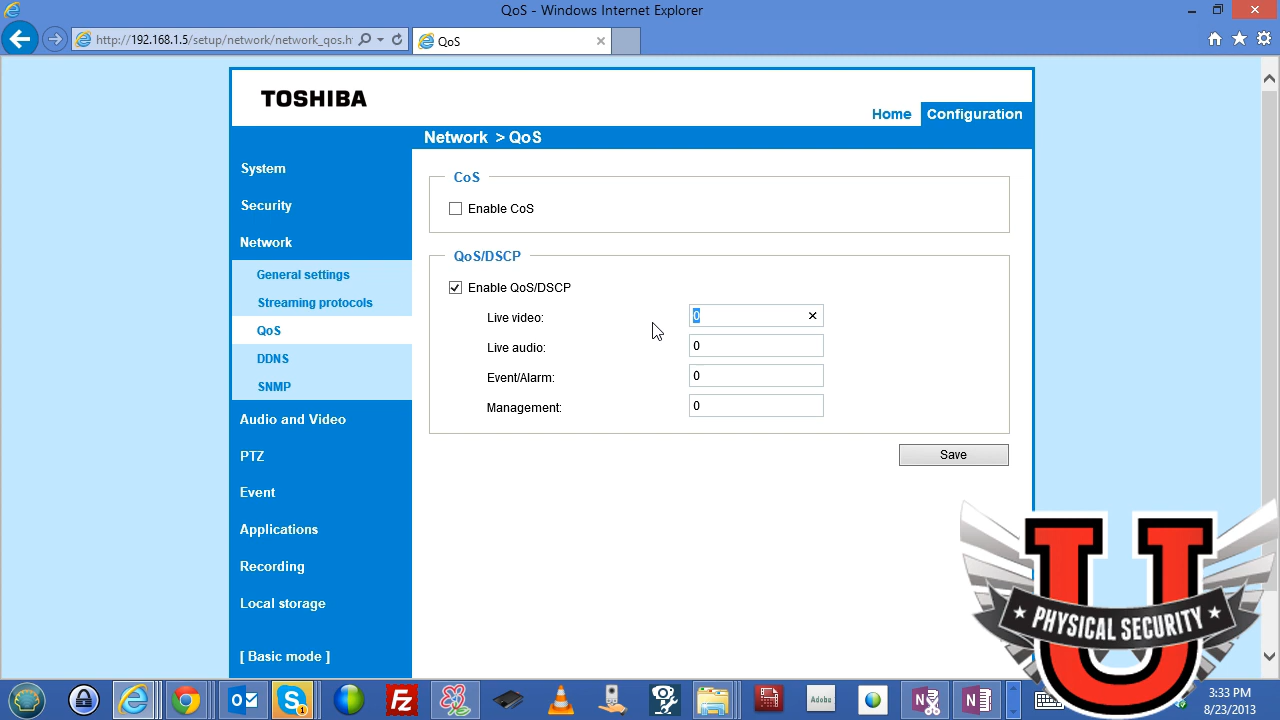 QoS - Windows Internet Explorer
http://192.168.1.5/setup/network/network_qos.h
QoS
TOSHIBA
Home
Configuration
Network > QoS
System
Security
Network
General settings
Streaming protocols
QoS
DDNS
SNMP
Audio and Video
PTZ
Event
Applications
Recording
Local storage
[ Basic mode ]
CoS
Enable CoS
QoS/DSCP
Enable QoS/DSCP
Live video: 0
Live audio: 0
Event/Alarm: 0
Management: 0
Save
U
PHYSICAL SECURITY
Adobe
3:33 PM
8/23/2013